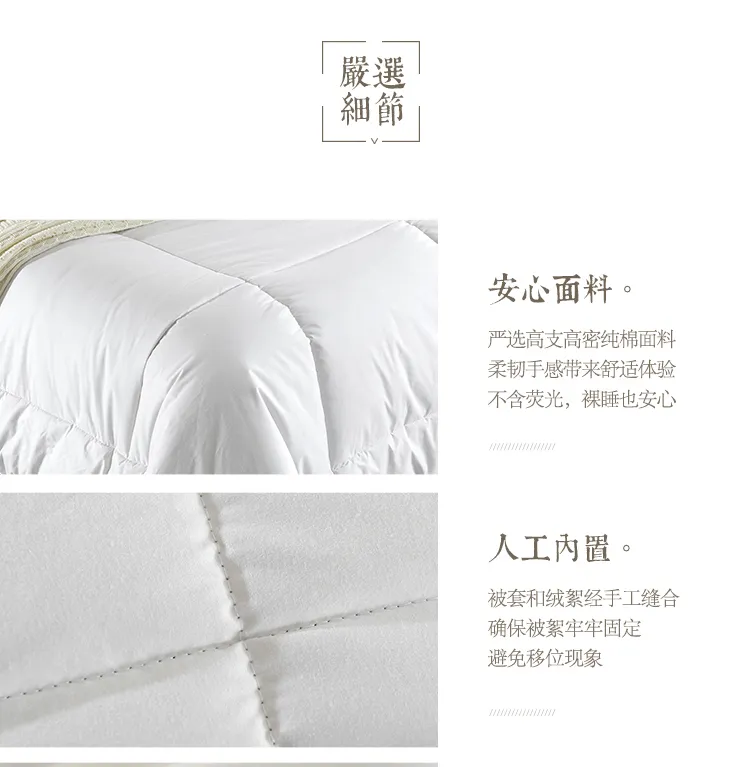 嚴選
細節
安心面料。
严选高支高密纯棉面料
柔韧手感带来舒适体验
不含荧光，裸睡也安心
人工內置。
被套和绒絮经手工缝合
确保被絮牢牢固定
避免移位现象